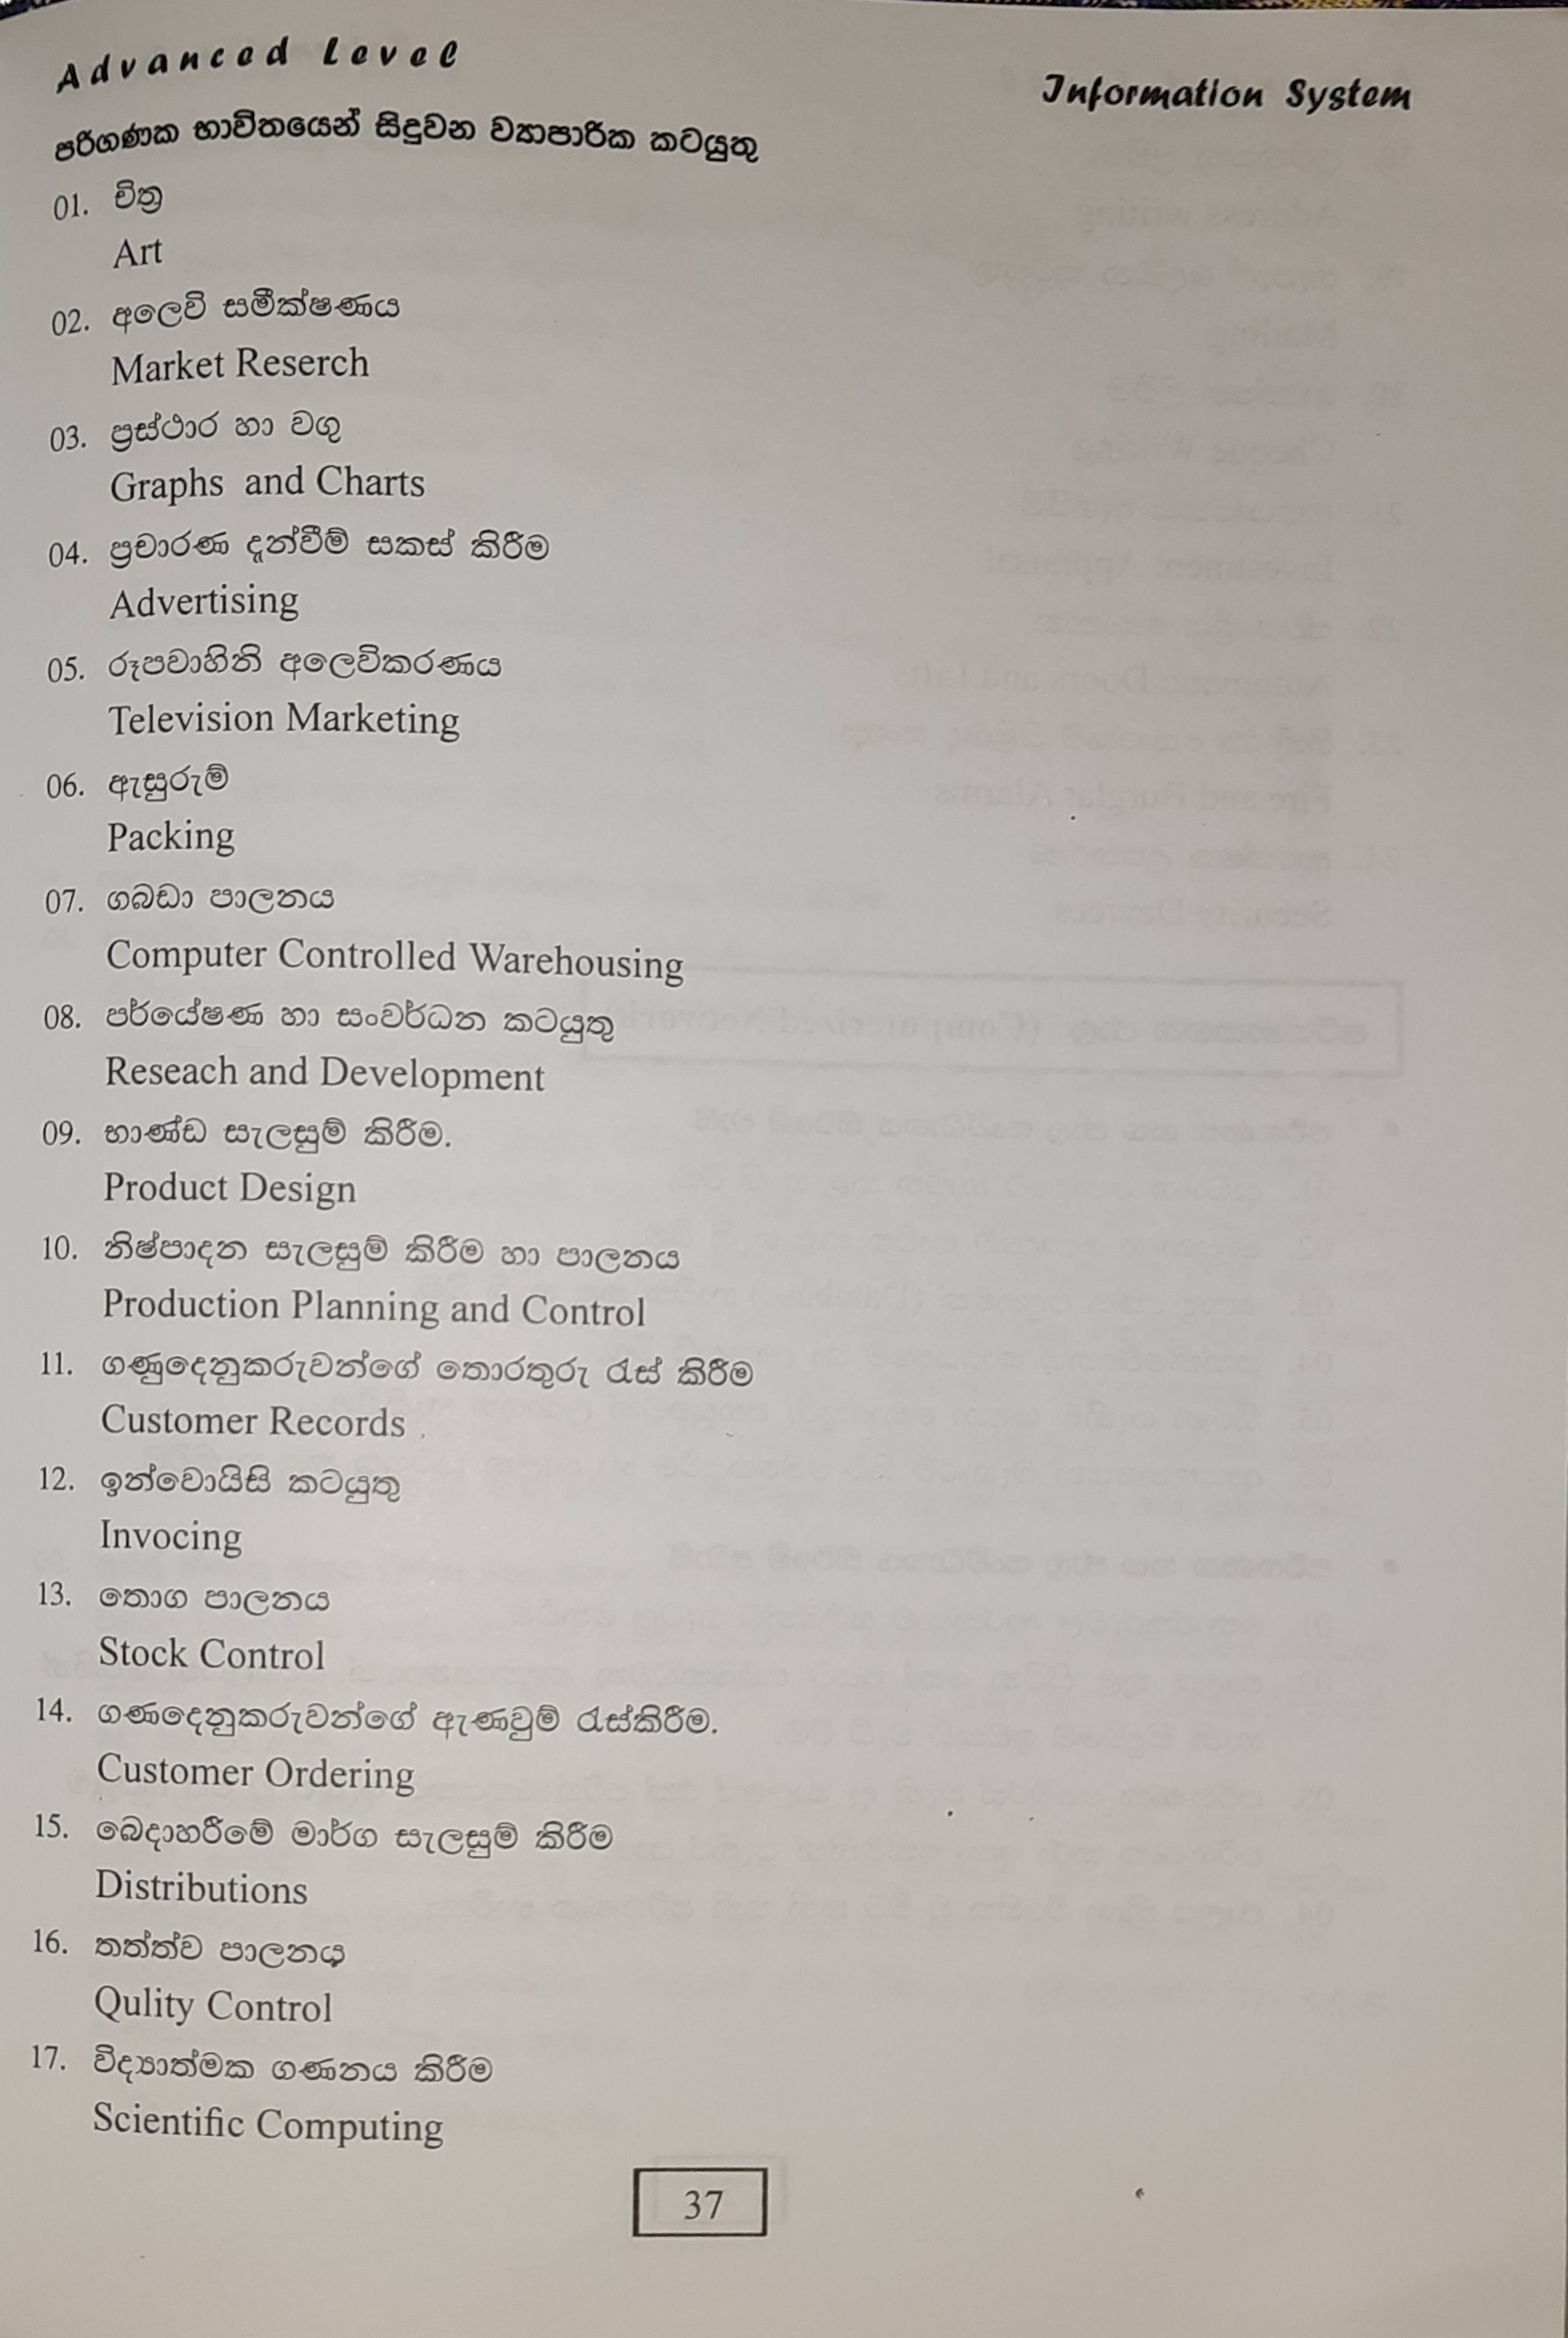 Advanced Level
Information System
පරිගණක භාවිතයෙන් සිදුවන ව්‍යාපාරික කටයුතු
01. චිත්‍ර
Art
02. අලෙවි සමීක්ෂණය
Market Reserch
03. ප්‍රස්ථාර හා වගු
Graphs and Charts
04. ප්‍රචාරණ දැන්වීම් සකස් කිරීම
Advertising
05. රූපවාහිනි අලෙවිකරණය
Television Marketing
06. ඇසුරුම්
Packing
07. ගබඩා පාලනය
Computer Controlled Warehousing
08. පර්යේෂණ හා සංවර්ධන කටයුතු
Reseach and Development
09. භාණ්ඩ සැලසුම් කිරීම.
Product Design
10. නිෂ්පාදන සැලසුම් කිරීම හා පාලනය
Production Planning and Control
11. ගණුදෙනුකරුවන්ගේ තොරතුරු රැස් කිරීම
Customer Records
12. ඉන්වොයිසි කටයුතු
Invocing
13. තොග පාලනය
Stock Control
14. ගණදෙනුකරුවන්ගේ ඇණවුම් රැස්කිරීම.
Customer Ordering
15. බෙදාහරීමේ මාර්ග සැලසුම් කිරීම
Distributions
16. තත්ත්ව පාලනය
Qulity Control
17. විද්‍යාත්මක ගණනය කිරීම
Scientific Computing
37